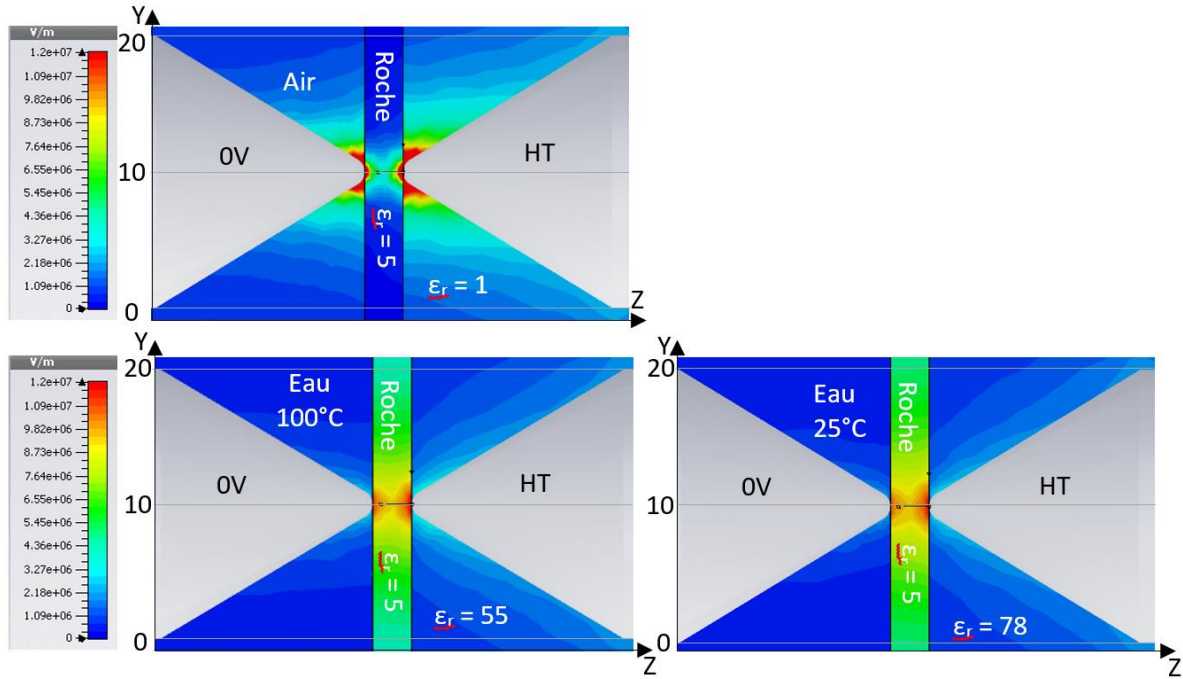 V/m
1.2e+07
1.09e+07
9.82e+06
8.73e+06
7.64e+06
6.55e+06
5.45e+06
4.36e+06
3.27e+06
2.18e+06
1.09e+06
0
Y
20
10
0
Air
Roche
0V
HT
εr = 5
εr = 1
Z
V/m
1.2e+07
1.09e+07
9.82e+06
8.73e+06
7.64e+06
6.55e+06
5.45e+06
4.36e+06
3.27e+06
2.18e+06
1.09e+06
0
Y
20
10
0
Eau
100°C
Roche
0V
HT
εr = 5
εr = 55
Z
Y
20
10
0
Eau
25°C
Roche
0V
HT
εr = 5
εr = 78
Z